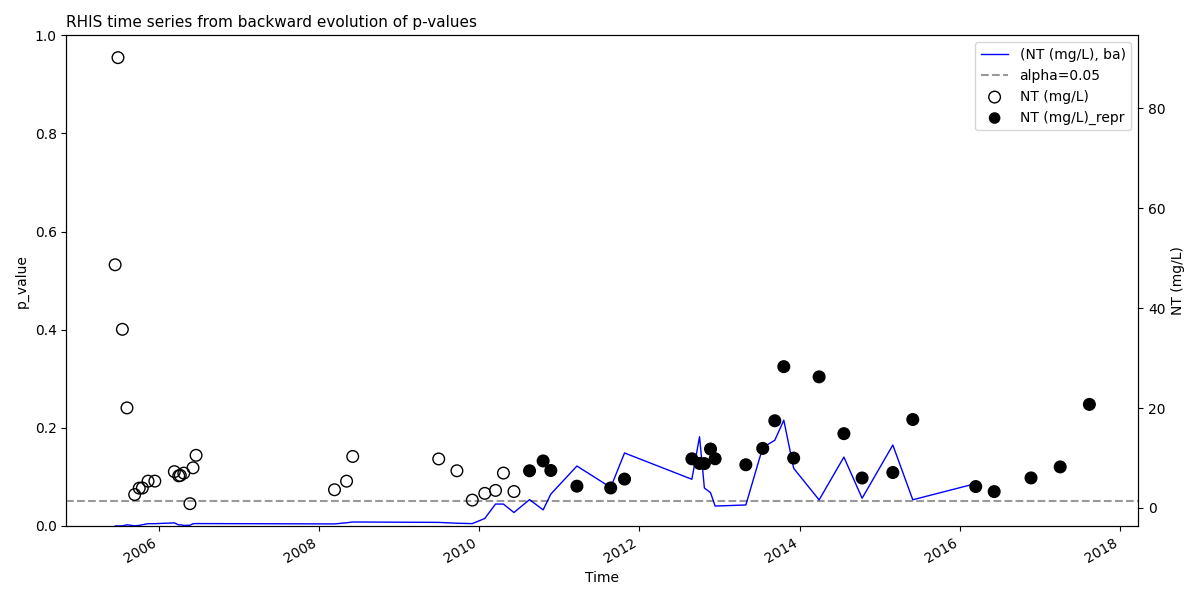 RHIS time series from backward evolution of p-values
(NT (mg/L), ba)
alpha=0.05
NT (mg/L)
NT (mg/L)_repr
p_value
1.0
0.8
0.6
0.4
0.2
0.0
80
60
40
20
0
NT (mg/L)
2006
2008
2010
2012
2014
2016
2018
Time